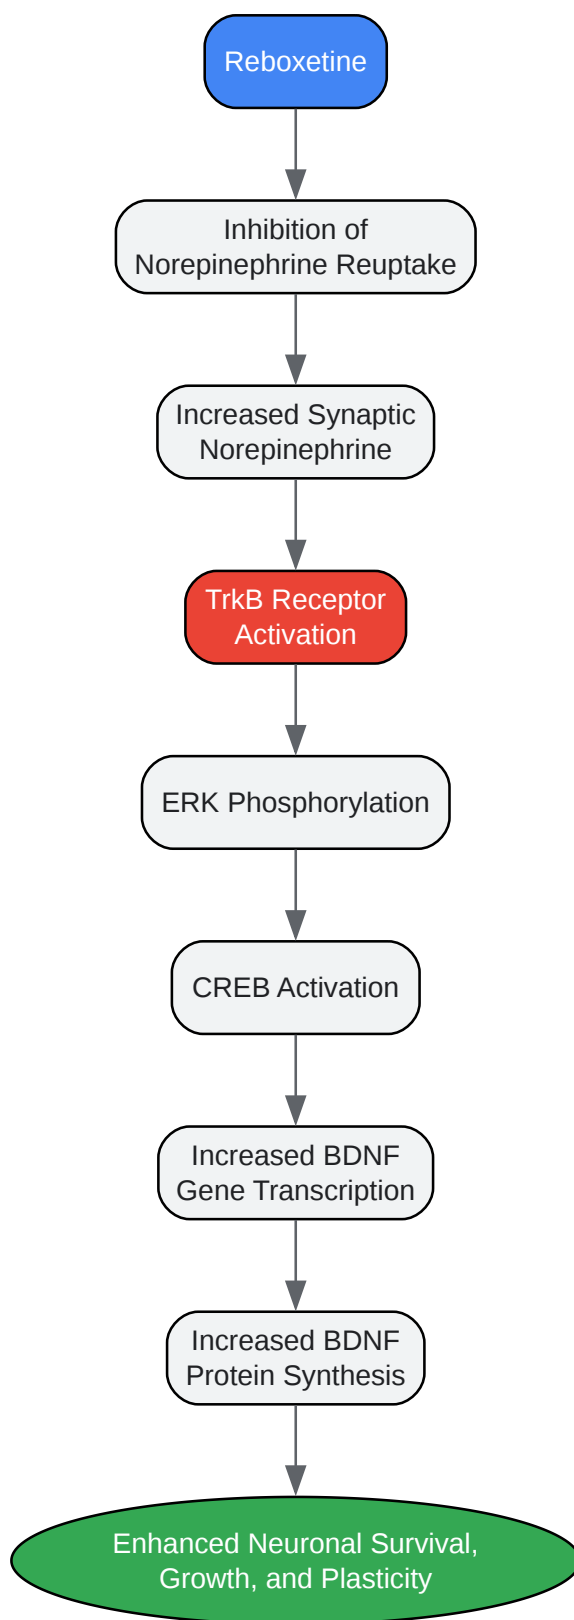 Reboxetine
Inhibition of
Norepinephrine Reuptake
Increased Synaptic
Norepinephrine
TrkB Receptor
Activation
ERK Phosphorylation
CREB Activation
Increased BDNF
Gene Transcription
Increased BDNF
Protein Synthesis
Enhanced Neuronal Survival,
Growth, and Plasticity